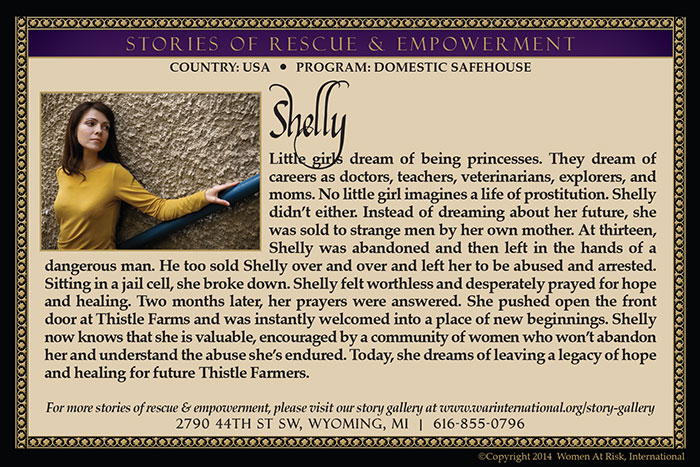 STORIES OF RESCUE & EMPOWERMENT
COUNTRY: USA • PROGRAM: DOMESTIC SAFEHOUSE
Shelly
Little girls dream of being princesses. They dream of
careers as doctors, teachers, veterinarians, explorers, and
moms. No little girl imagines a life of prostitution. Shelly
didn't either. Instead of dreaming about her future, she
was sold to strange men by her own mother. At thirteen,
Shelly was abandoned and then left in the hands of a
dangerous man. He too sold Shelly over and over and left her to be abused and arrested.
Sitting in a jail cell, she broke down. Shelly felt worthless and desperately prayed for hope
and healing. Two months later, her prayers were answered. She pushed open the front
door at Thistle Farms and was instantly welcomed into a place of new beginnings. Shelly
now knows that she is valuable, encouraged by a community of women who won't abandon
her and understand the abuse she's endured. Today, she dreams of leaving a legacy of hope
and healing for future Thistle Farmers.
For more stories of rescue & empowerment, please visit our story gallery at www.warinternational.org/story-gallery
2790 44TH ST SW, WYOMING, MI | 616-855-0796
©Copyright 2014 Women At Risk, International